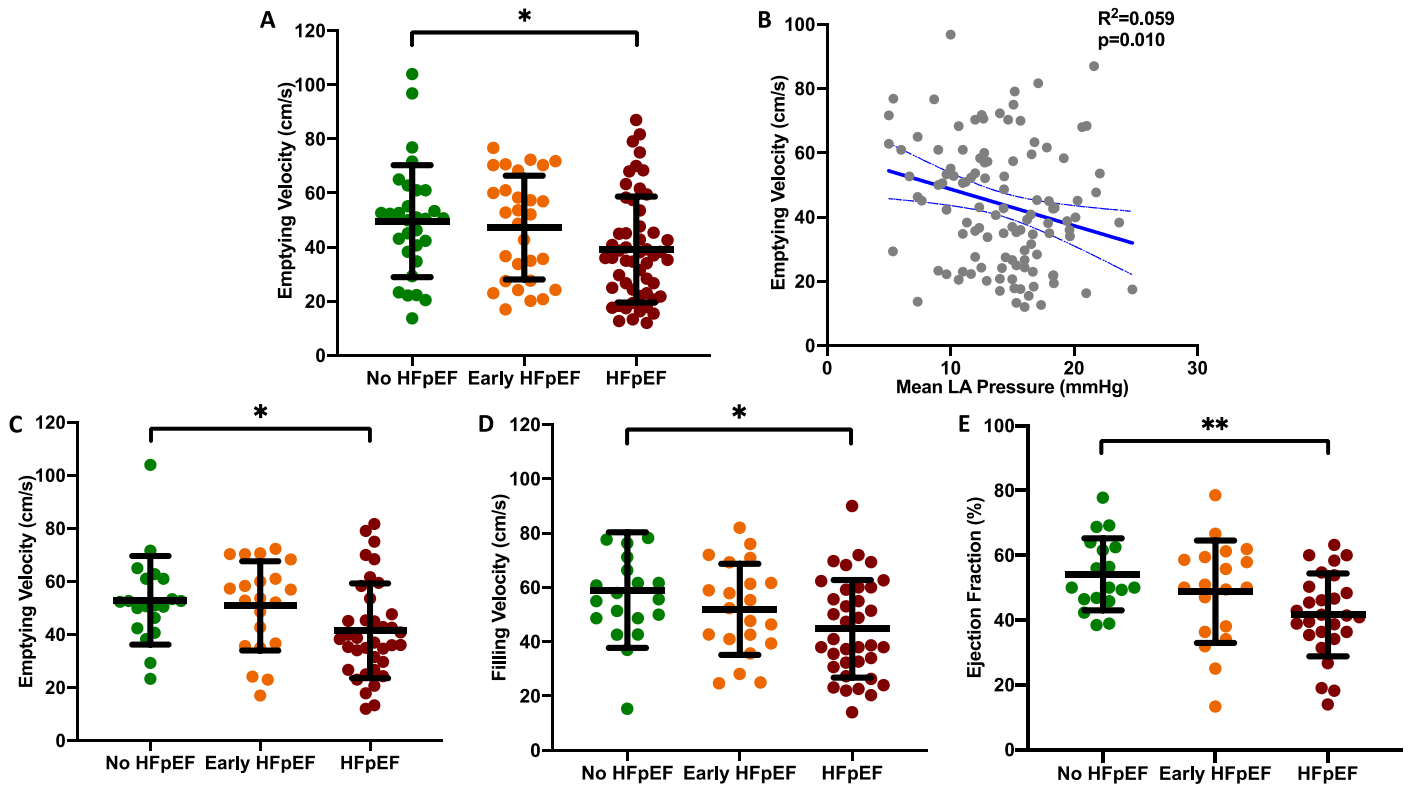 A
*
Emptying Velocity (cm/s)
120
100
80
60
40
20
0
No HFpEF
Early HFpEF
HFpEF
B
R²=0.059
p=0.010
Emptying Velocity (cm/s)
100
80
60
40
20
0
0
10
20
30
Mean LA Pressure (mmHg)
C
*
Emptying Velocity (cm/s)
120
100
80
60
40
20
0
No HFpEF
Early HFpEF
HFpEF
D
*
Filling Velocity (cm/s)
120
100
80
60
40
20
0
No HFpEF
Early HFpEF
HFpEF
E
**
Ejection Fraction (%)
100
80
60
40
20
0
No HFpEF
Early HFpEF
HFpEF